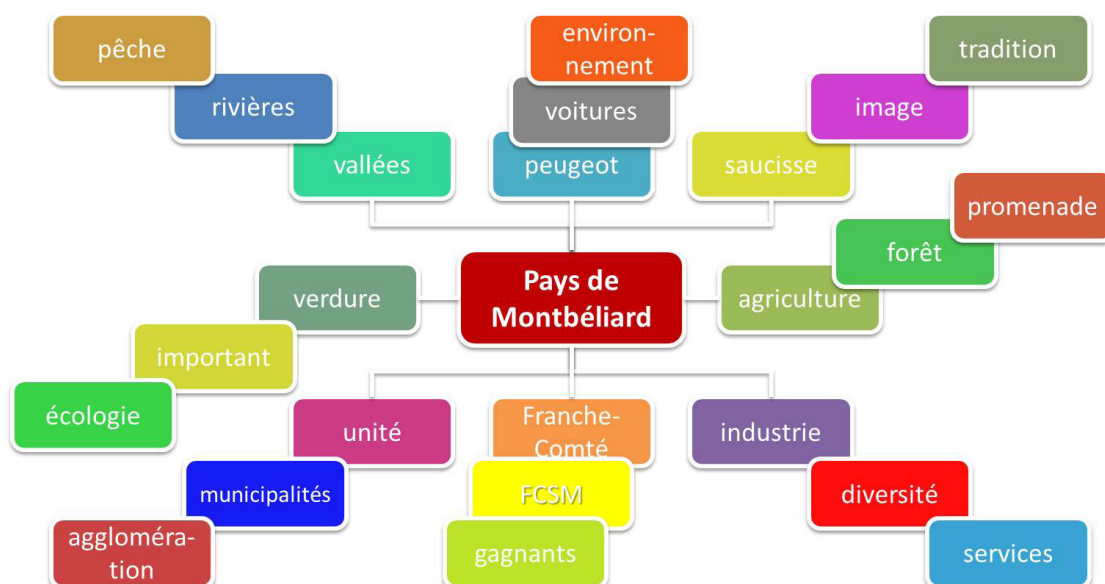 pêche
environ-
nement
tradition
rivières
voitures
image
vallées
peugeot
saucisse
promenade
forêt
Pays de
Montbéliard
verdure
agriculture
important
écologie
unité
Franche-
Comté
industrie
municipalités
FCSM
diversité
aggloméra-
tion
gagnants
services